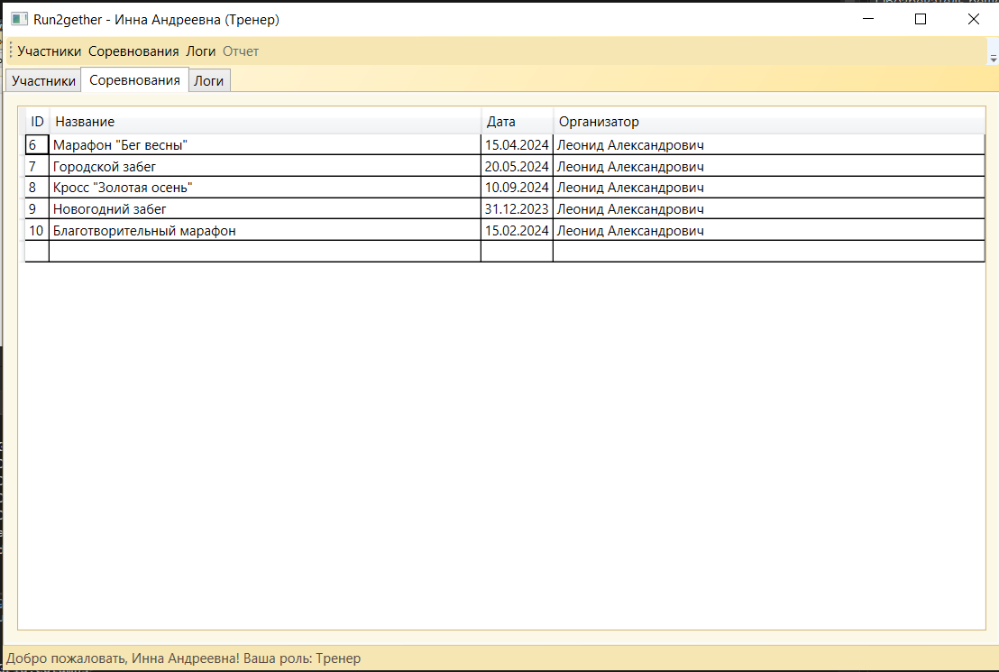 Run2gether - Инна Андреевна (Тренер)
Участники Соревнования Логи Отчет
Участники Соревнования Логи
ID Название Дата Организатор
6 Марафон "Бег весны" 15.04.2024 Леонид Александрович
7 Городской забег 20.05.2024 Леонид Александрович
8 Кросс "Золотая осень" 10.09.2024 Леонид Александрович
9 Новогодний забег 31.12.2023 Леонид Александрович
10 Благотворительный марафон 15.02.2024 Леонид Александрович
Добро пожаловать, Инна Андреевна! Ваша роль: Тренер